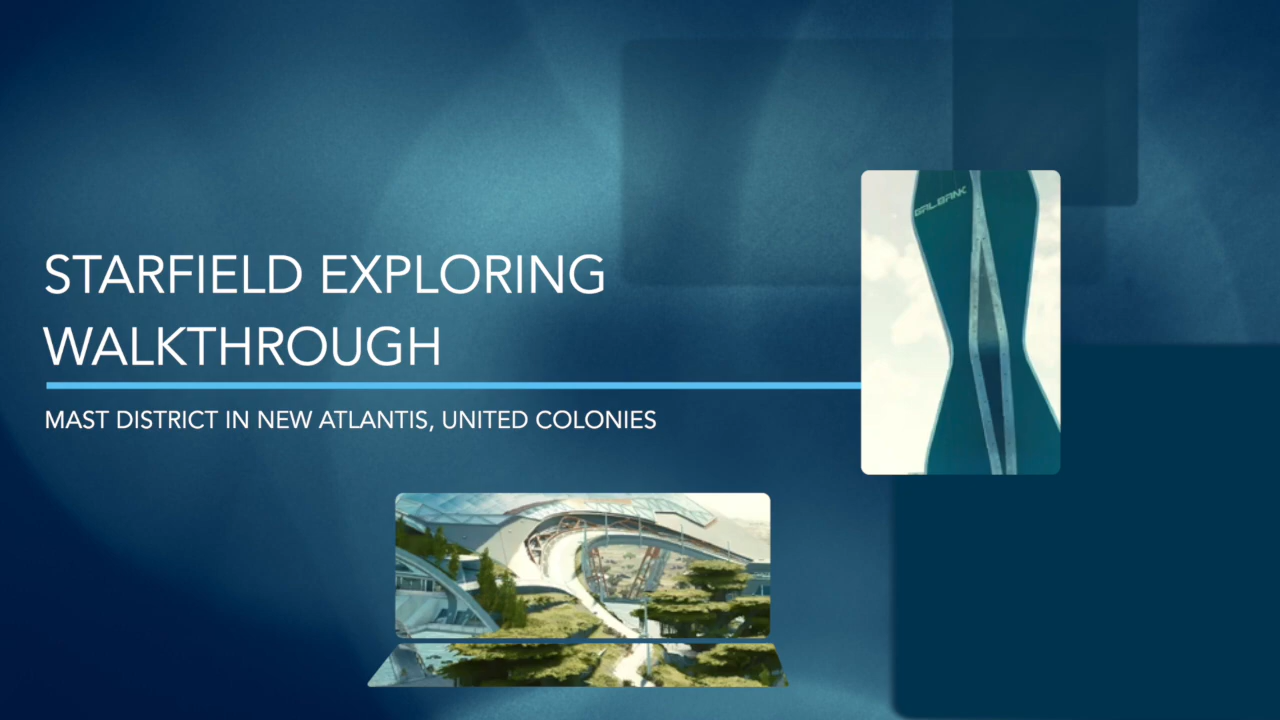 STARFIELD EXPLORING
WALKTHROUGH
MAST DISTRICT IN NEW ATLANTIS, UNITED COLONIES
GALBANK